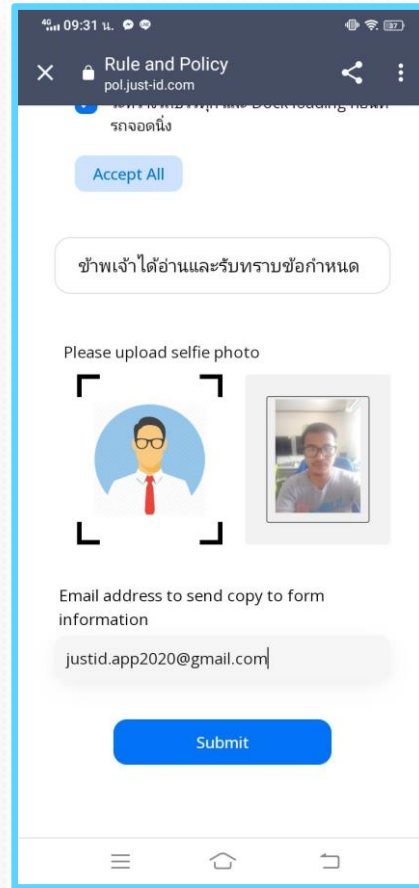 4G 09:31 น. 37
Rule and Policy
pol.just-id.com
รถจอดนิ่ง
Accept All
ข้าพเจ้าได้อ่านและรับทราบข้อกำหนด
Please upload selfie photo
Email address to send copy to form
information
justid.app2020@gmail.com
Submit